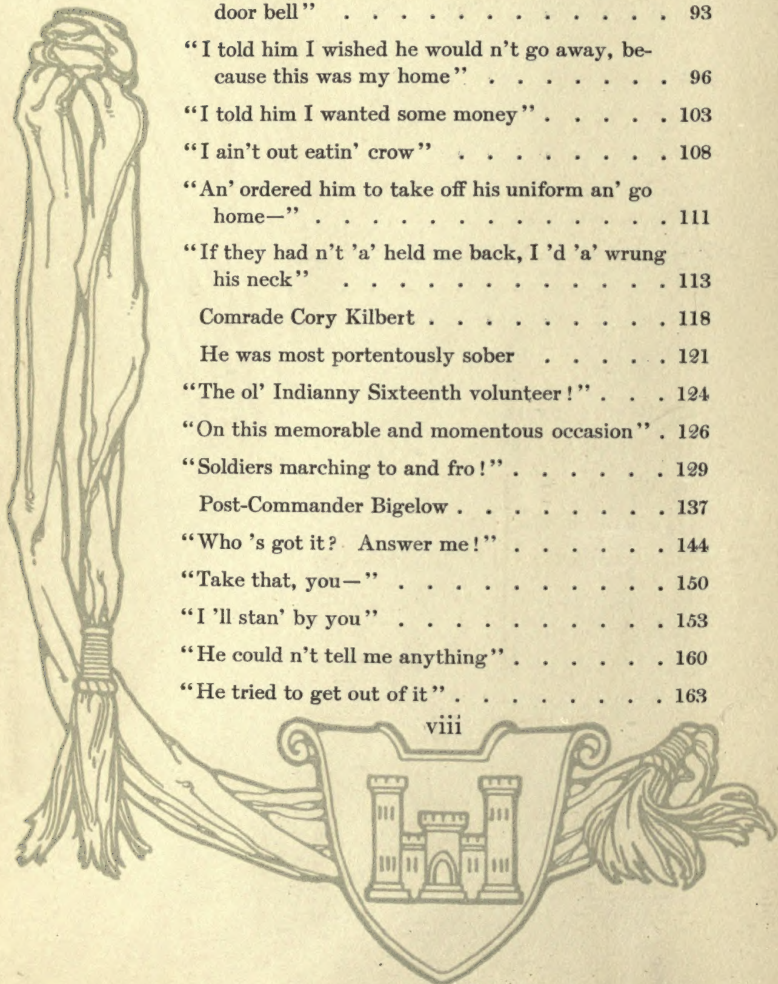 door bell” . . . . . . . . . . . . . 93
“I told him I wished he would n't go away, be-
cause this was my home” . . . . . . . 96
“I told him I wanted some money” . . . . . 103
“I ain't out eatin' crow” . . . . . . . . 108
“An' ordered him to take off his uniform an' go
home—” . . . . . . . . . . . . . . 111
“If they had n't 'a' held me back, I 'd 'a' wrung
his neck” . . . . . . . . . . . . . 113
Comrade Cory Kilbert . . . . . . . . . 118
He was most portentously sober . . . . . 121
“The ol' Indianny Sixteenth volunteer!” . . . 124
“On this memorable and momentous occasion” . 126
“Soldiers marching to and fro!” . . . . . . 129
Post-Commander Bigelow . . . . . . . . 137
“Who 's got it? Answer me!” . . . . . . 144
“Take that, you—” . . . . . . . . . . 150
“I 'll stan' by you” . . . . . . . . . . 153
“He could n't tell me anything” . . . . . . 160
“He tried to get out of it” . . . . . . . . 163
viii